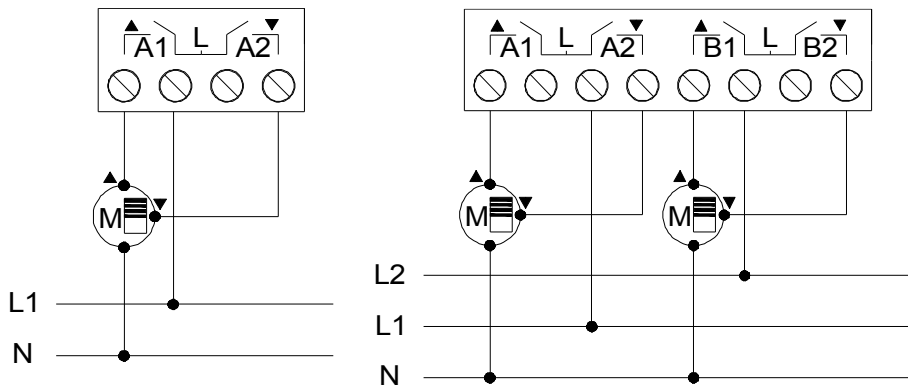 ▲ A1 L A2 ▼
▲ M ▼
L1
N
▲ A1 L A2 ▼ ▲ B1 L B2 ▼
▲ M ▼ ▲ M ▼
L2
L1
N